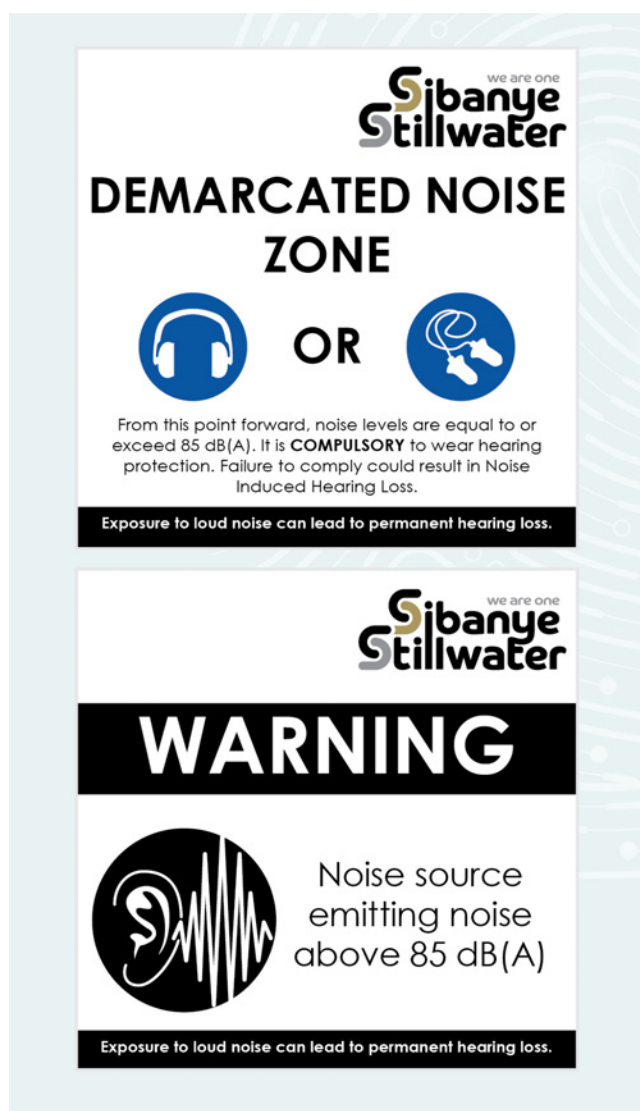 we are one
Sibanye
Stillwater
DEMARCATED NOISE
ZONE
OR
From this point forward, noise levels are equal to or
exceed 85 dB(A). It is COMPULSORY to wear hearing
protection. Failure to comply could result in Noise
Induced Hearing Loss.
Exposure to loud noise can lead to permanent hearing loss.
we are one
Sibanye
Stillwater
WARNING
Noise source
emitting noise
above 85 dB(A)
Exposure to loud noise can lead to permanent hearing loss.